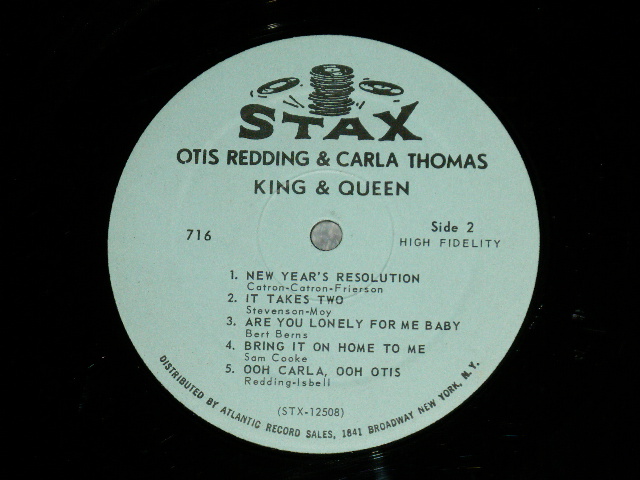 STAX
OTIS REDDING & CARLA THOMAS
KING & QUEEN
716
Side 2
HIGH FIDELITY
1. NEW YEAR'S RESOLUTION
Catron-Catron-Frierson
2. IT TAKES TWO
Stevenson-Moy
3. ARE YOU LONELY FOR ME BABY
Bert Berns
4. BRING IT ON HOME TO ME
Sam Cooke
5. OOH CARLA, OOH OTIS
Redding-Isbell
(STX-12508)
DISTRIBUTED BY ATLANTIC RECORD SALES, 1841 BROADWAY NEW YORK, N.Y.